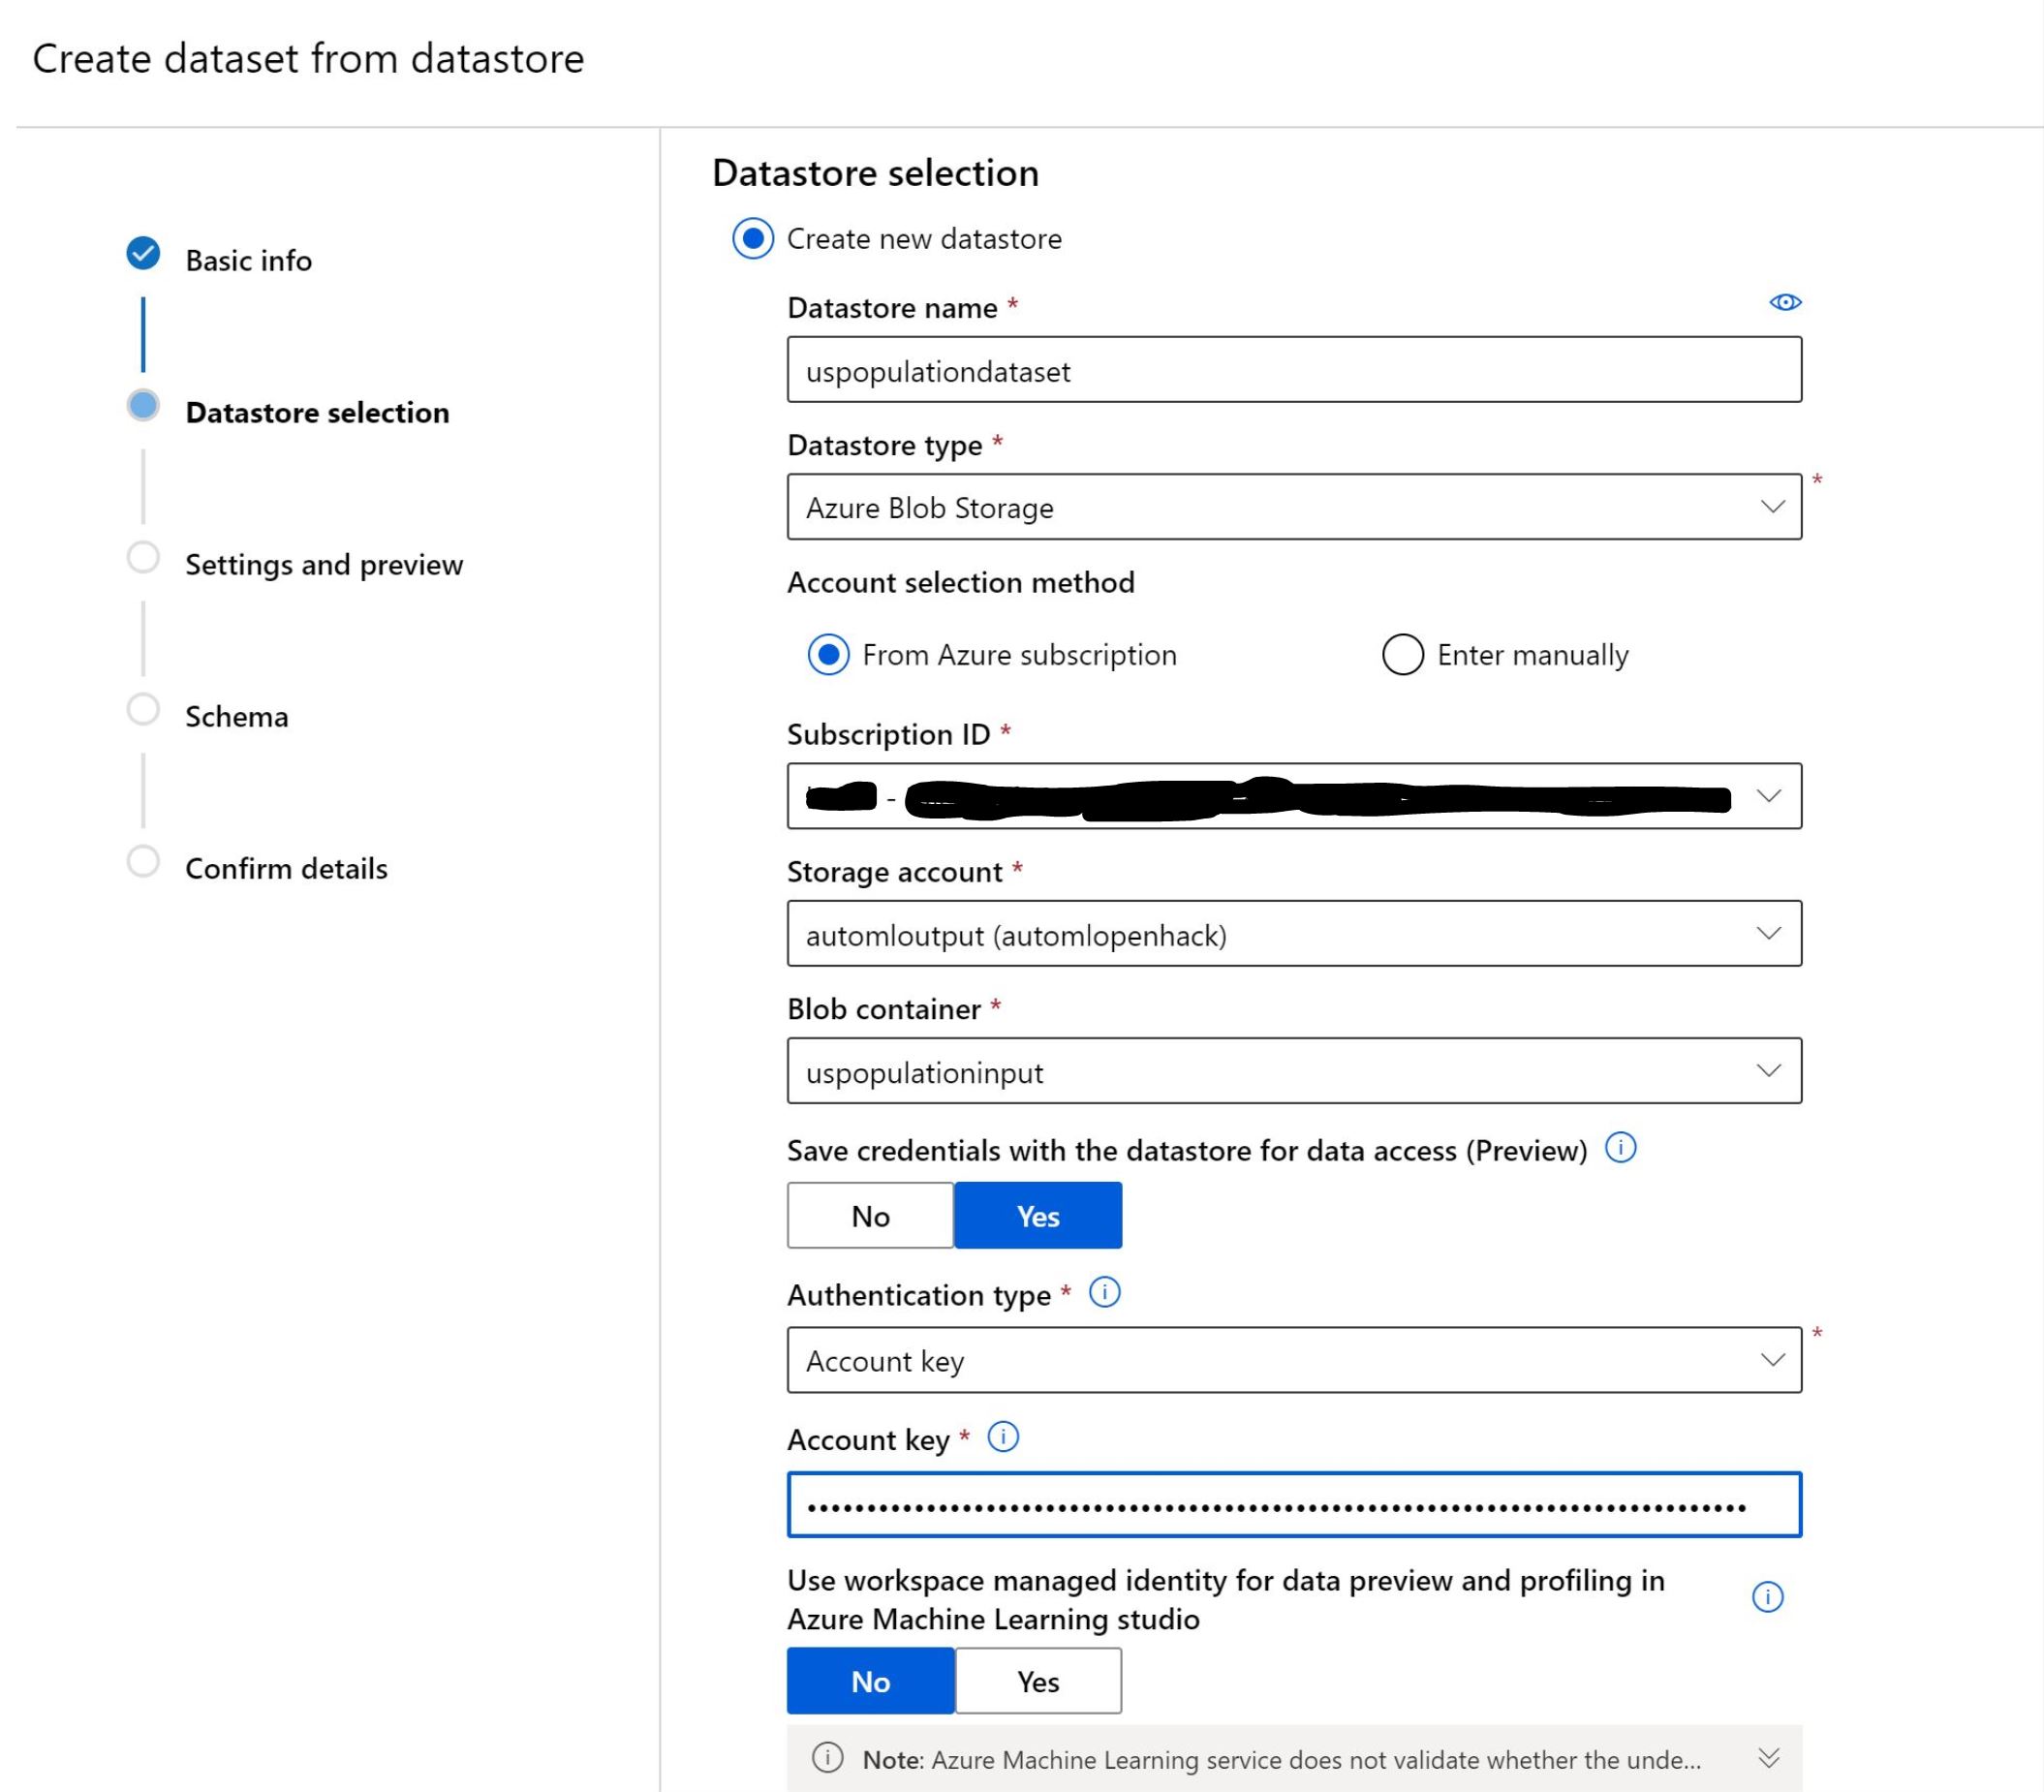 Create dataset from datastore
Basic info
Datastore selection
Settings and preview
Schema
Confirm details
Datastore selection
Create new datastore
Datastore name *
uspopulationdataset
Datastore type *
Azure Blob Storage
*
Account selection method
From Azure subscription
Enter manually
Subscription ID *
-
Storage account *
automloutput (automlopenhack)
Blob container *
uspopulationinput
Save credentials with the datastore for data access (Preview)
No
Yes
Authentication type *
Account key
*
Account key *
Use workspace managed identity for data preview and profiling in
Azure Machine Learning studio
No
Yes
Note: Azure Machine Learning service does not validate whether the unde...